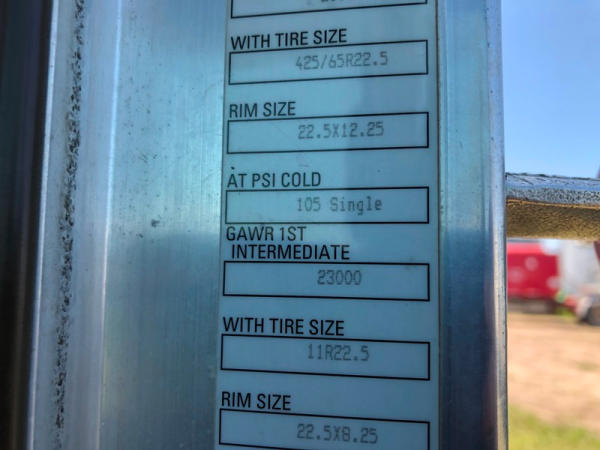 WITH TIRE SIZE
425/65R22.5
RIM SIZE
22.5X12.25
AT PSI COLD
105 Single
GAWR 1ST
INTERMEDIATE
23000
WITH TIRE SIZE
11R22.5
RIM SIZE
22.5X8.25